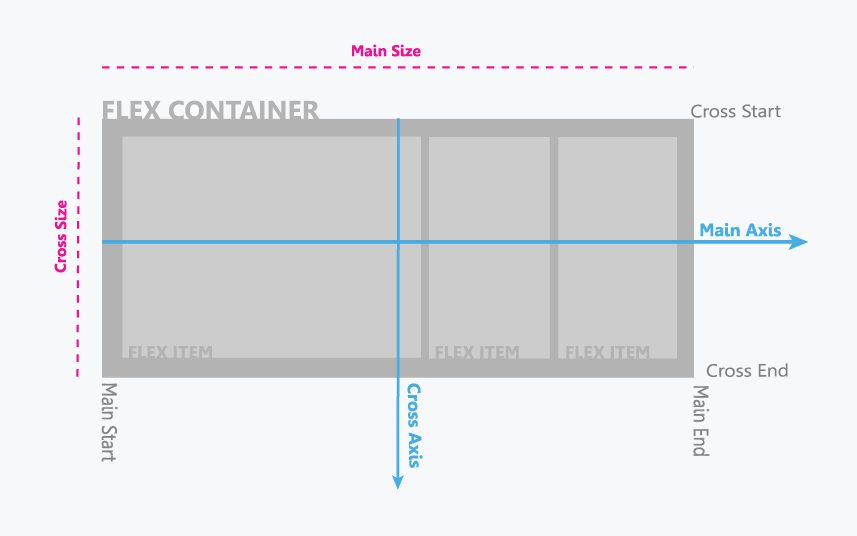 Main Size
FLEX CONTAINER
Cross Start
Cross Size
Main Axis
FLEX ITEM
FLEX ITEM
FLEX ITEM
Cross End
Main Start
Cross Axis
Main End